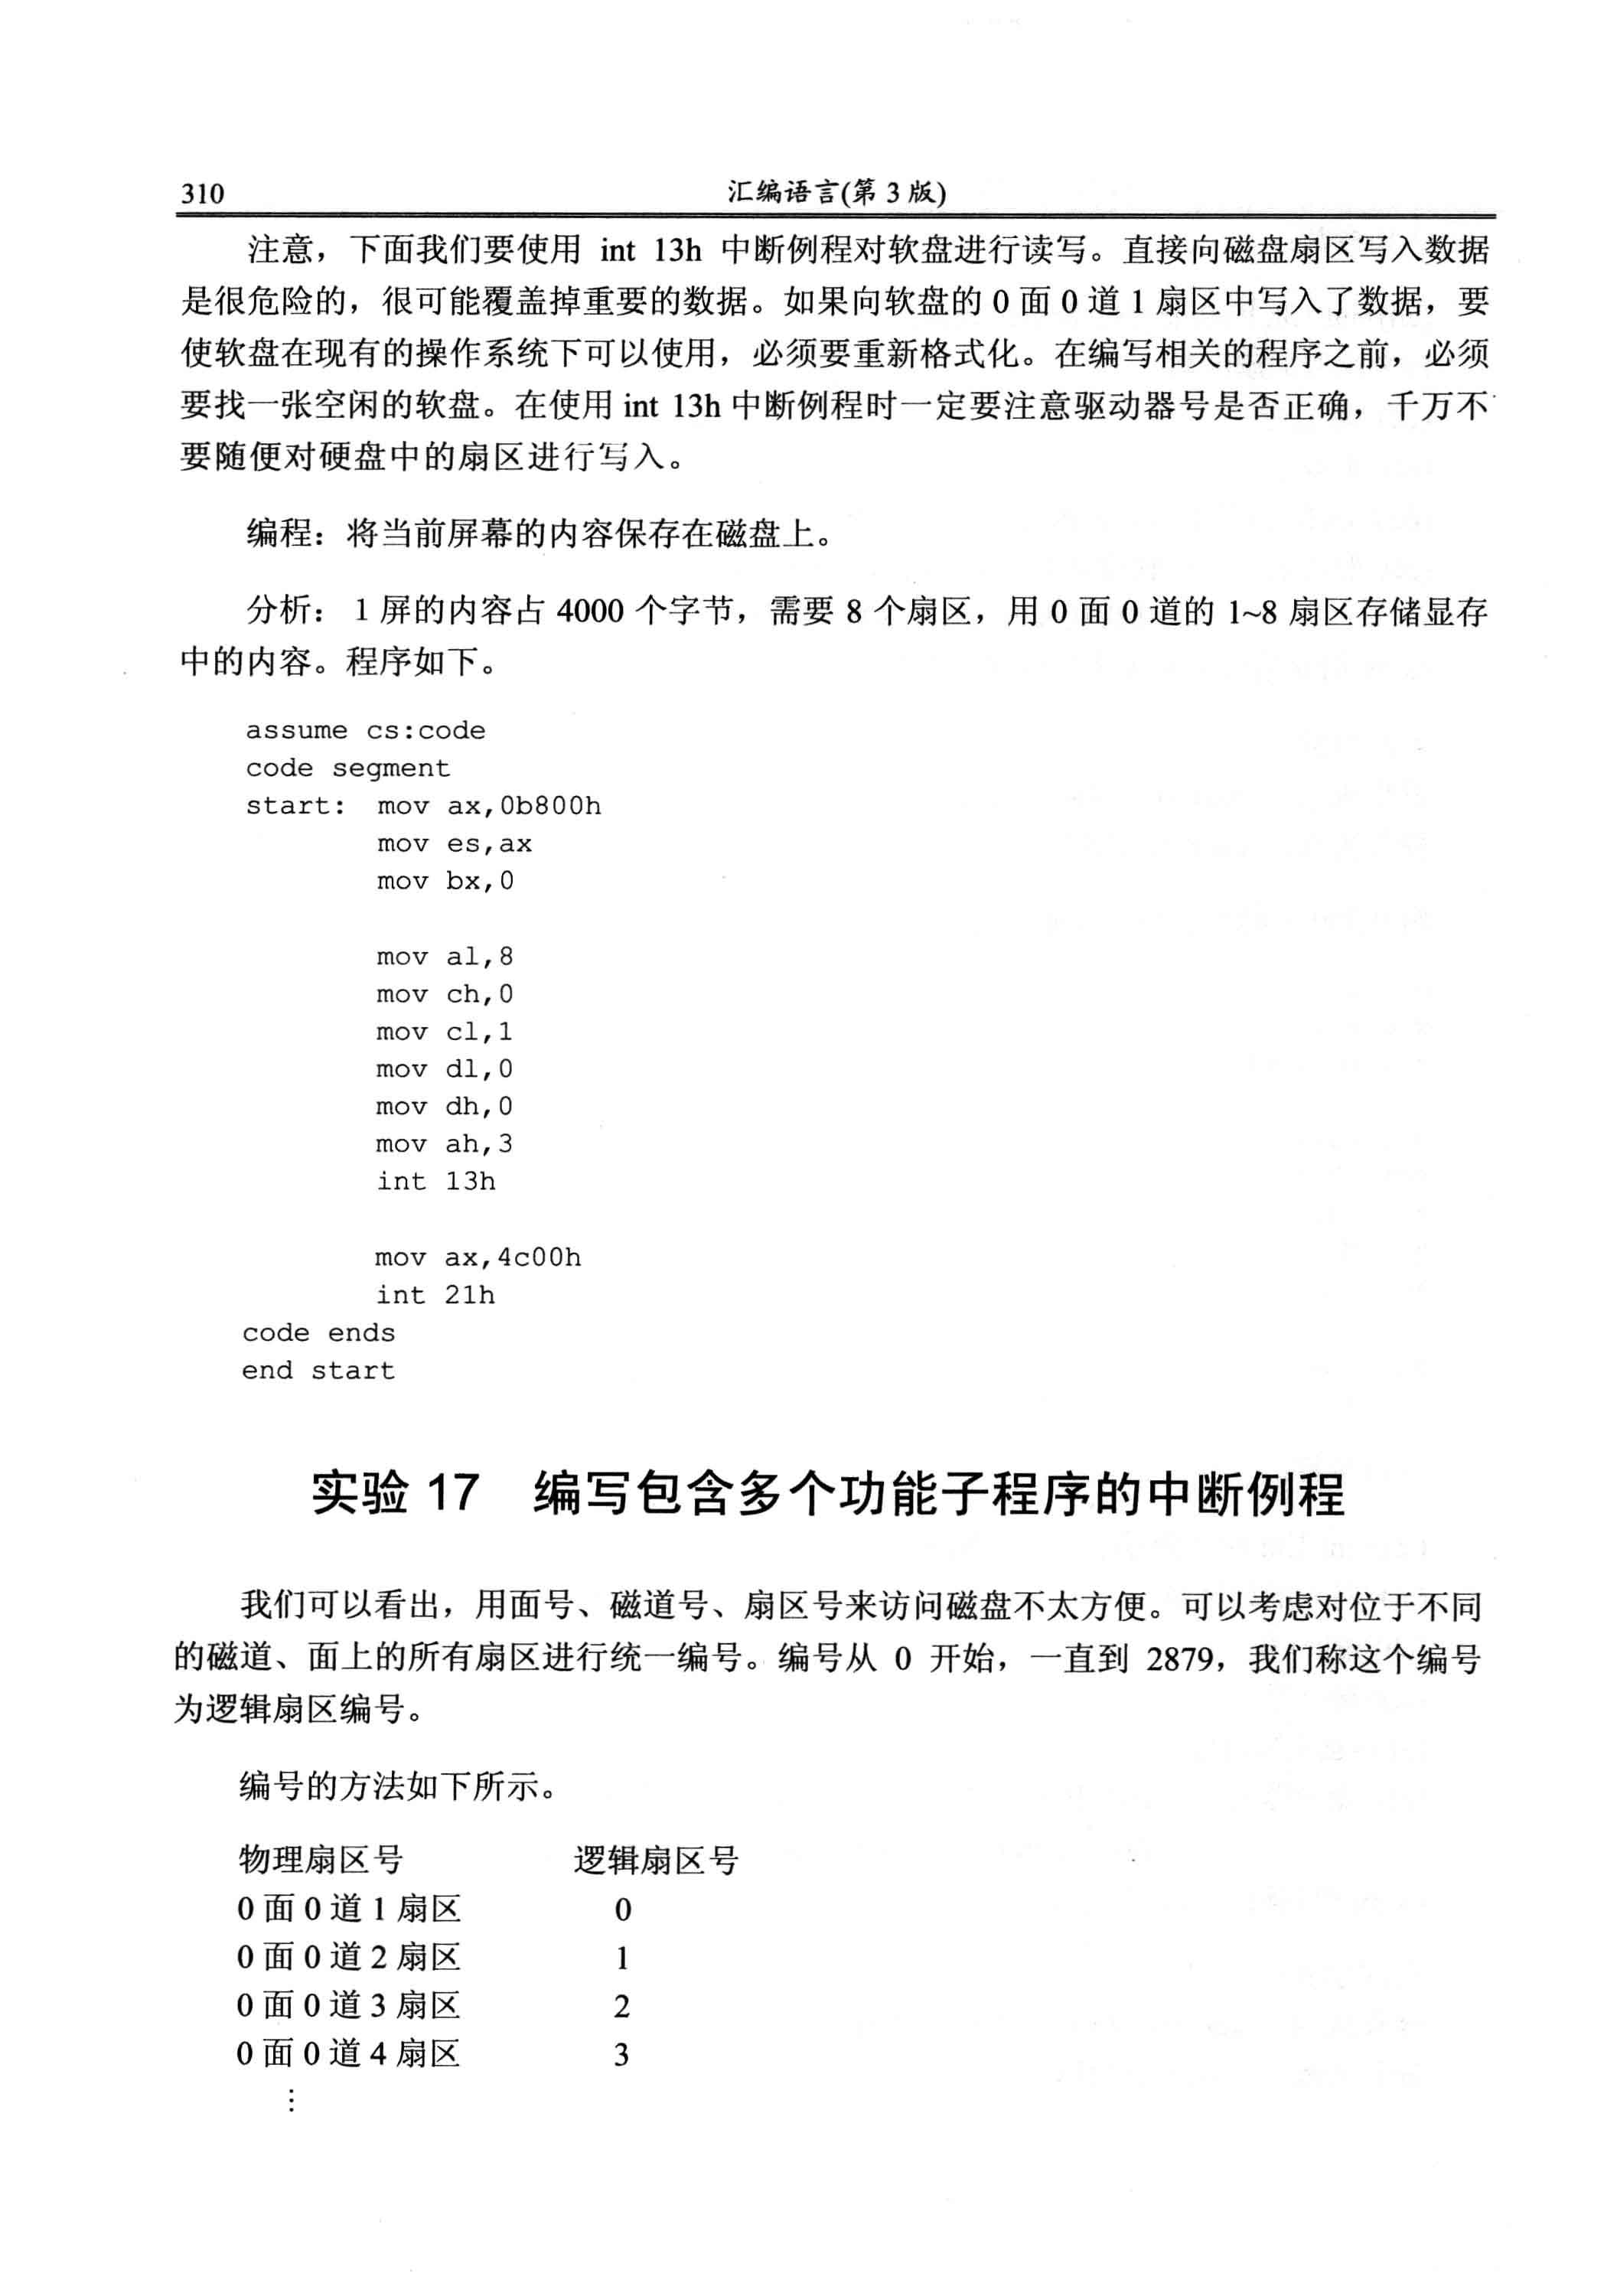 310
汇编语言(第 3 版)
注意，下面我们要使用 int 13h 中断例程对软盘进行读写。直接向磁盘扇区写入数据
是很危险的，很可能覆盖掉重要的数据。如果向软盘的 0 面 0 道 1 扇区中写入了数据，要
使软盘在现有的操作系统下可以使用，必须要重新格式化。在编写相关的程序之前，必须
要找一张空闲的软盘。在使用 int 13h 中断例程时一定要注意驱动器号是否正确，千万不
要随便对硬盘中的扇区进行写入。
编程：将当前屏幕的内容保存在磁盘上。
分析： 1 屏的内容占 4000 个字节，需要 8 个扇区，用 0 面 0 道的 1~8 扇区存储显存
中的内容。程序如下。
assume cs:code
code segment
start: mov ax,0b800h
mov es,ax
mov bx,0
mov al,8
mov ch,0
mov cl,1
mov dl,0
mov dh,0
mov ah,3
int 13h
mov ax,4c00h
int 21h
code ends
end start
实验 17 编写包含多个功能子程序的中断例程
我们可以看出，用面号、磁道号、扇区号来访问磁盘不太方便。可以考虑对位于不同
的磁道、面上的所有扇区进行统一编号。编号从 0 开始，一直到 2879，我们称这个编号
为逻辑扇区编号。
编号的方法如下所示。
物理扇区号 逻辑扇区号
0 面 0 道 1 扇区 0
0 面 0 道 2 扇区 1
0 面 0 道 3 扇区 2
0 面 0 道 4 扇区 3
⋮